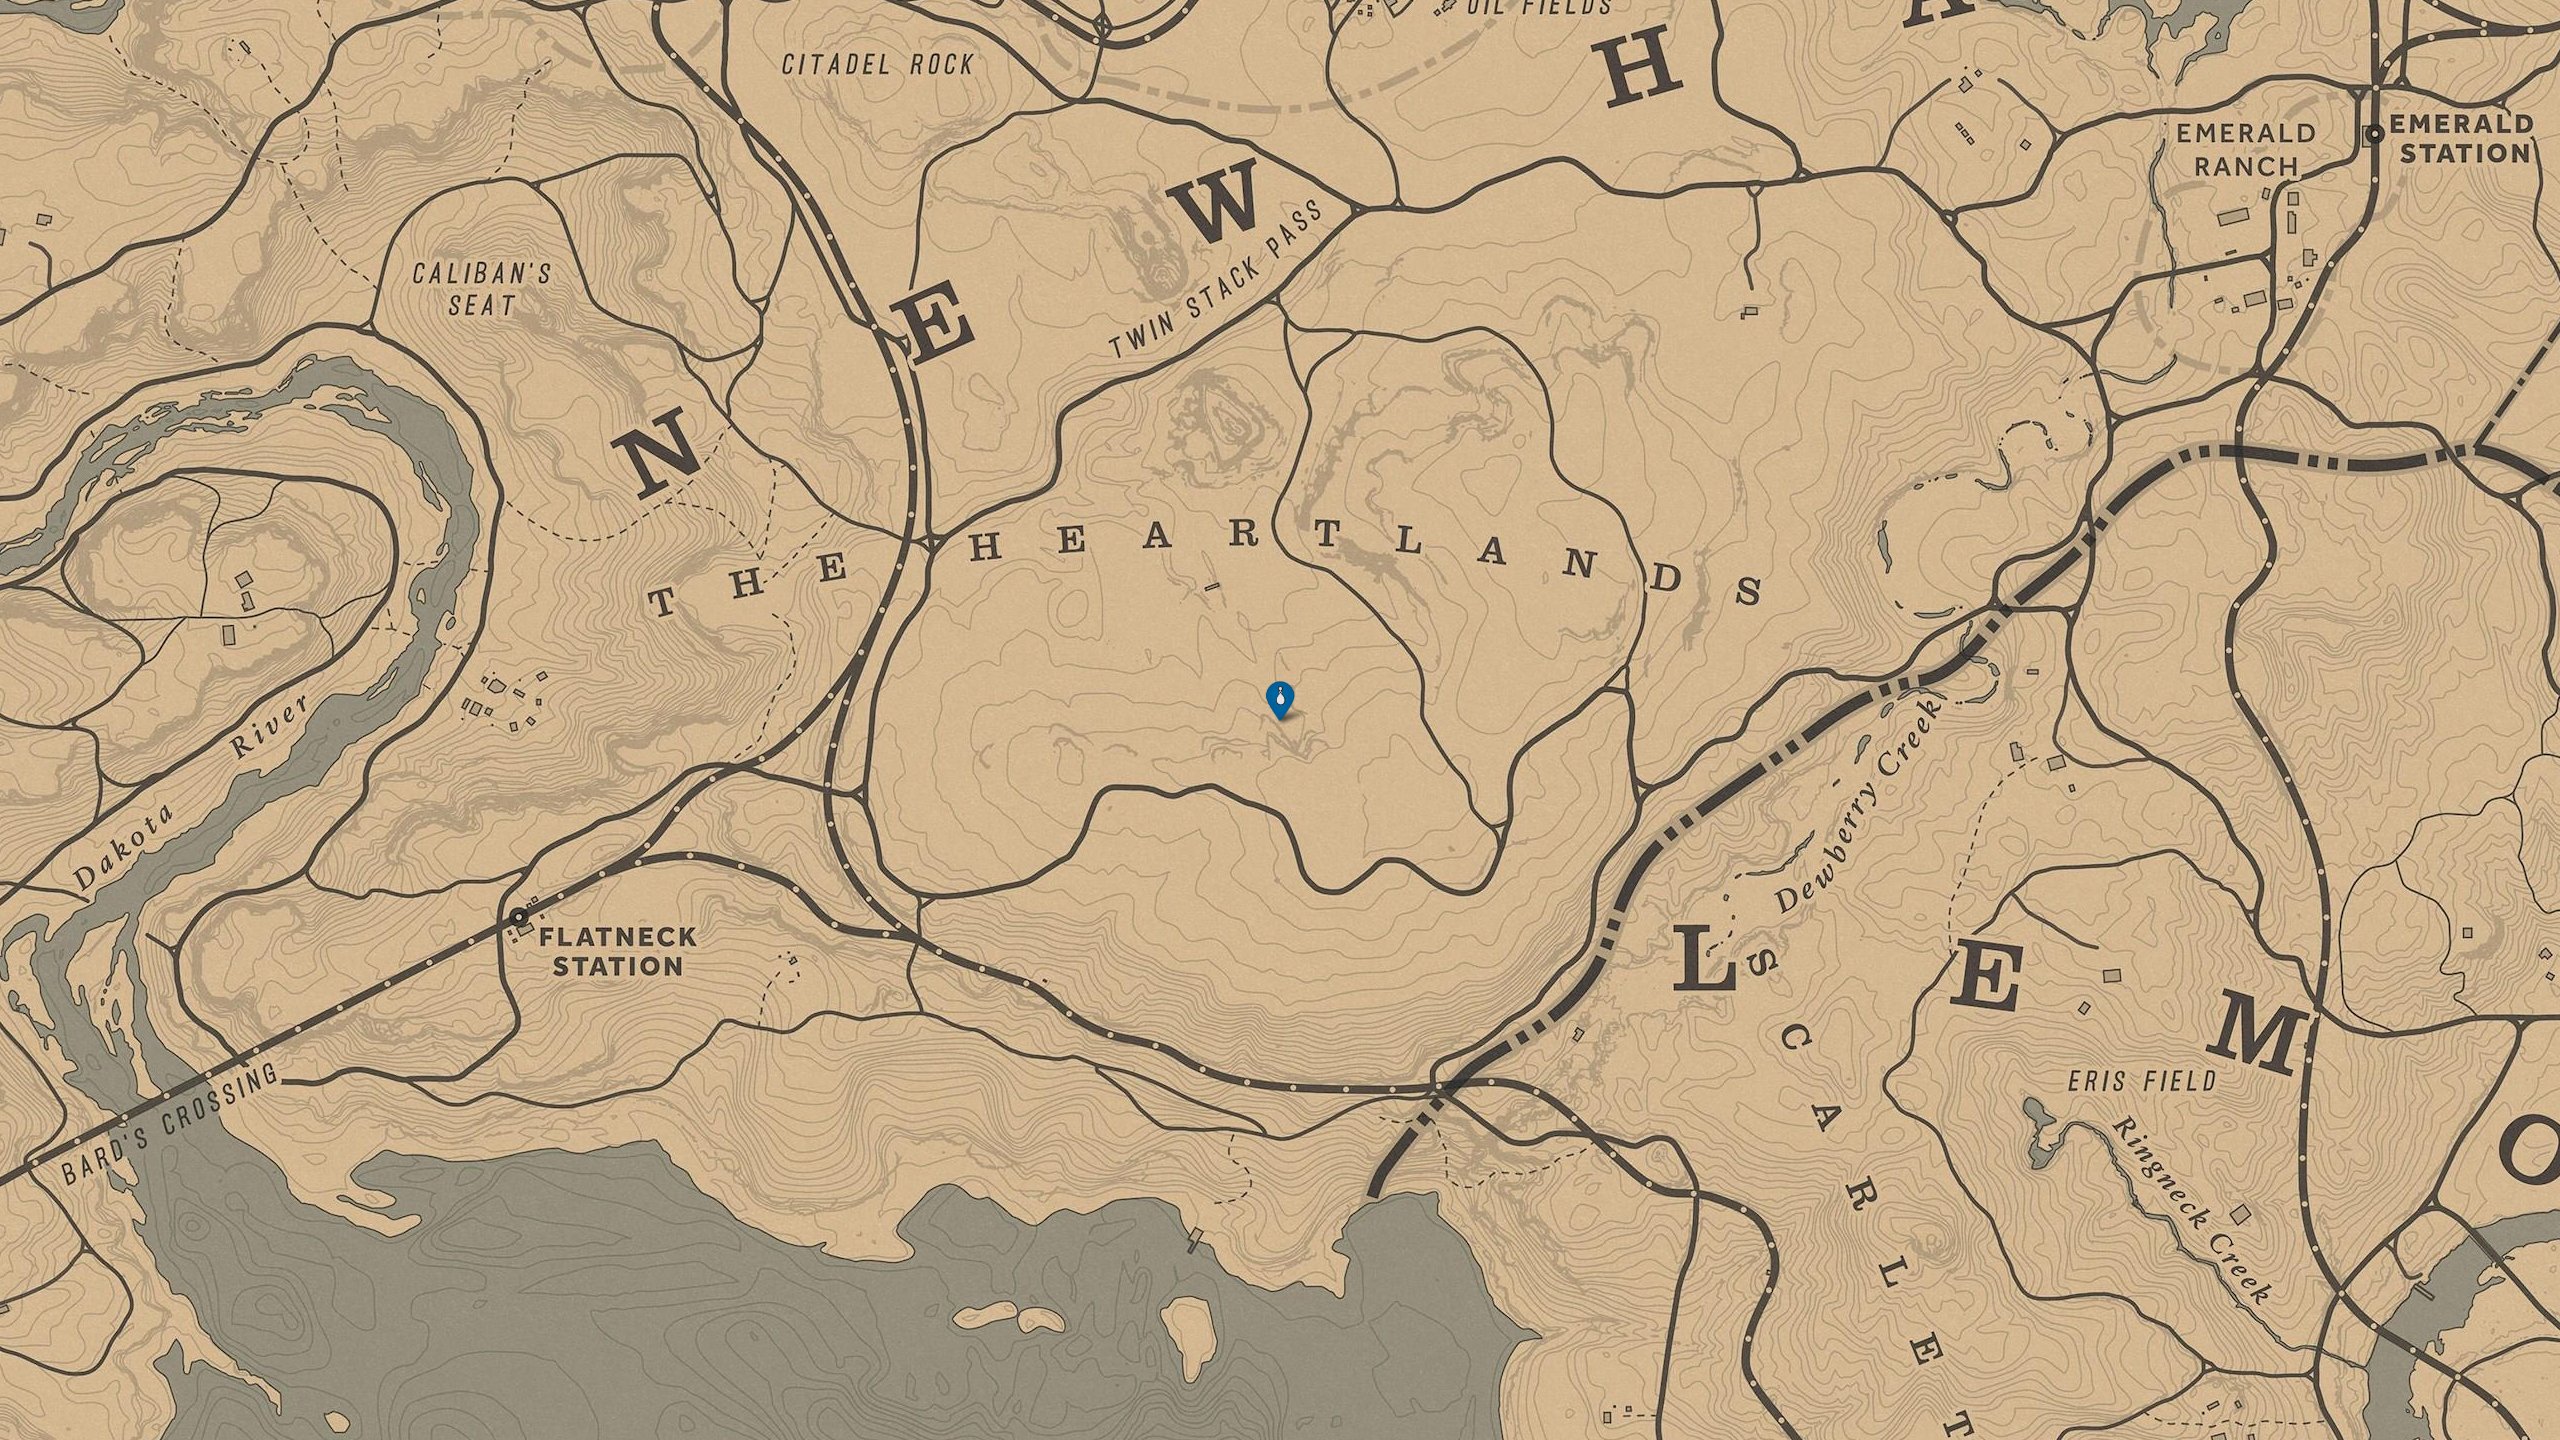 OIL FIELDS
CITADEL ROCK
H
A
EMERALD
RANCH
EMERALD
STATION
W
TWIN STACK PASS
CALIBAN'S
SEAT
E
N
THE HEARTLANDS
Dakota River
Dewberry Creek
FLATNECK
STATION
L
E
M
O
SCARLET
ERIS FIELD
Ringneck Creek
BARD'S CROSSING